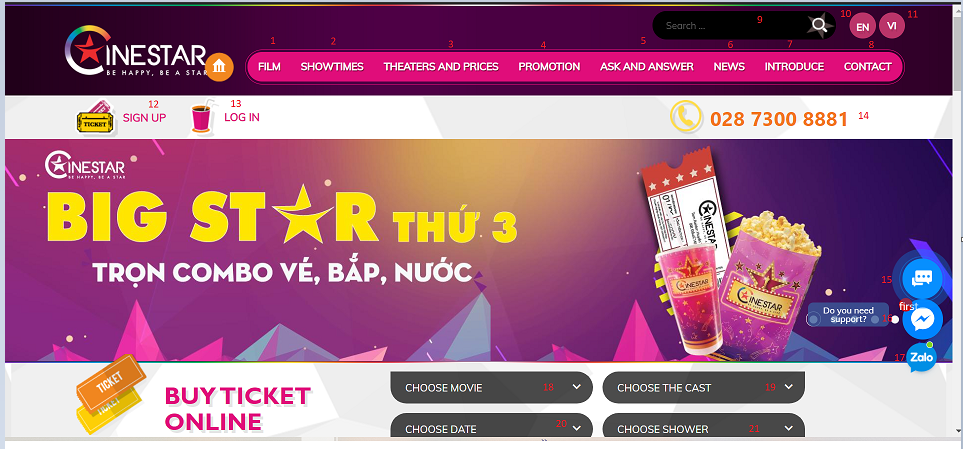 9
Search ...
10
EN
VI
11
CINESTAR
BE HAPPY, BE A STAR
1 2 3 4 5 6 7 8
FILM SHOWTIMES THEATERS AND PRICES PROMOTION ASK AND ANSWER NEWS INTRODUCE CONTACT
12 13
TICKET SIGN UP LOG IN 028 7300 8881 14
CINESTAR
BE HAPPY, BE A STAR
BIG STAR THỨ 3
TRỌN COMBO VÉ, BẮP, NƯỚC
CINESTAR
CINESTAR
CINESTAR
15
first
Do you need
support?
16
17 Zalo
TICKET
TICKET
BUY TICKET
ONLINE
CHOOSE MOVIE 18
CHOOSE THE CAST 19
CHOOSE DATE 20
CHOOSE SHOWER 21